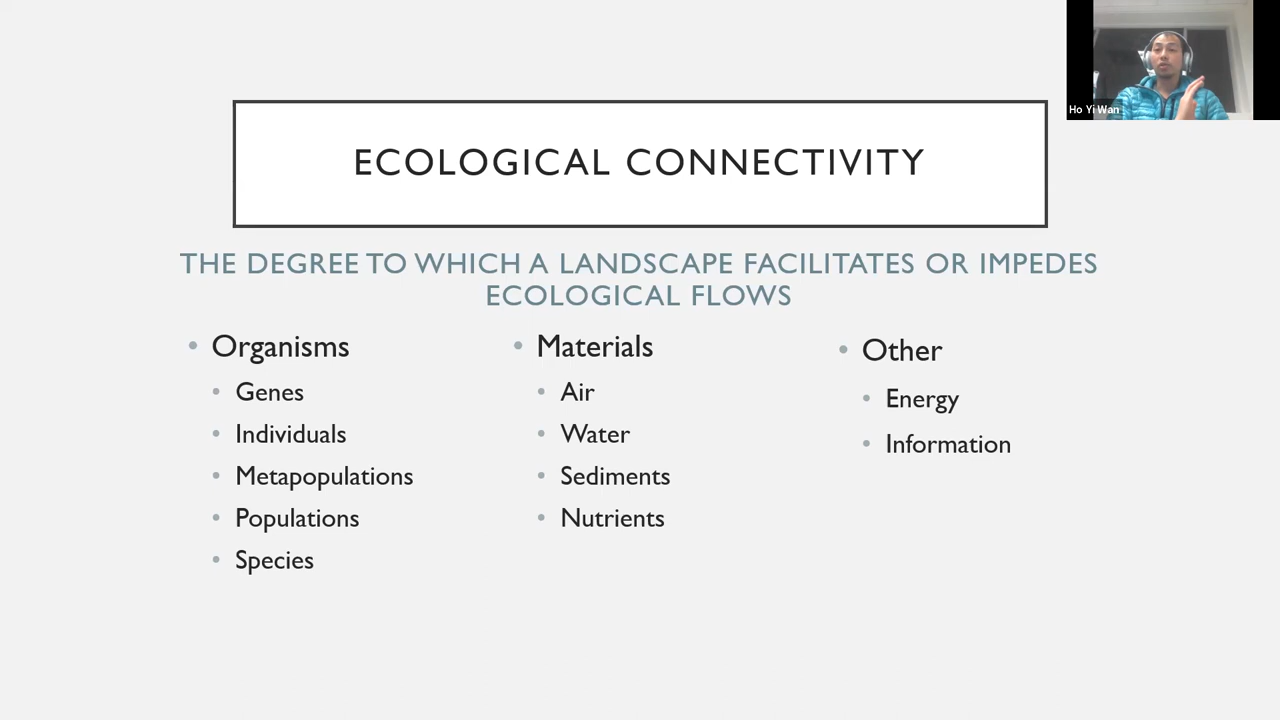 Ho Yi Wan
ECOLOGICAL CONNECTIVITY
THE DEGREE TO WHICH A LANDSCAPE FACILITATES OR IMPEDES
ECOLOGICAL FLOWS
• Organisms
• Genes
• Individuals
• Metapopulations
• Populations
• Species
• Materials
• Air
• Water
• Sediments
• Nutrients
• Other
• Energy
• Information